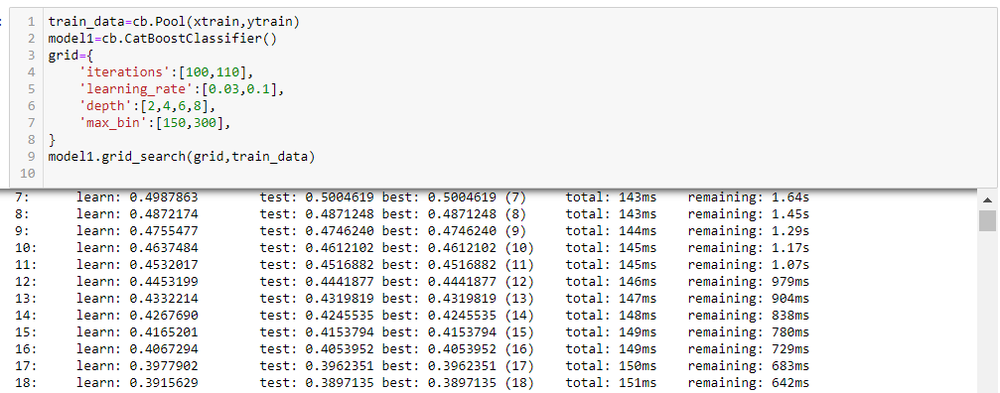 1 train_data=cb.Pool(xtrain,ytrain)
2 model1=cb.CatBoostClassifier()
3 grid={
4     'iterations':[100,110],
5     'learning_rate':[0.03,0.1],
6     'depth':[2,4,6,8],
7     'max_bin':[150,300],
8 }
9 model1.grid_search(grid,train_data)
10
7: learn: 0.4987863 test: 0.5004619 best: 0.5004619 (7) total: 143ms remaining: 1.64s
8: learn: 0.4872174 test: 0.4871248 best: 0.4871248 (8) total: 143ms remaining: 1.45s
9: learn: 0.4755477 test: 0.4746240 best: 0.4746240 (9) total: 144ms remaining: 1.29s
10: learn: 0.4637484 test: 0.4612102 best: 0.4612102 (10) total: 145ms remaining: 1.17s
11: learn: 0.4532017 test: 0.4516882 best: 0.4516882 (11) total: 145ms remaining: 1.07s
12: learn: 0.4453199 test: 0.4441877 best: 0.4441877 (12) total: 146ms remaining: 979ms
13: learn: 0.4332214 test: 0.4319819 best: 0.4319819 (13) total: 147ms remaining: 904ms
14: learn: 0.4267690 test: 0.4245535 best: 0.4245535 (14) total: 148ms remaining: 838ms
15: learn: 0.4165201 test: 0.4153794 best: 0.4153794 (15) total: 149ms remaining: 780ms
16: learn: 0.4067294 test: 0.4053952 best: 0.4053952 (16) total: 149ms remaining: 729ms
17: learn: 0.3977902 test: 0.3962351 best: 0.3962351 (17) total: 150ms remaining: 683ms
18: learn: 0.3915629 test: 0.3897135 best: 0.3897135 (18) total: 151ms remaining: 642ms